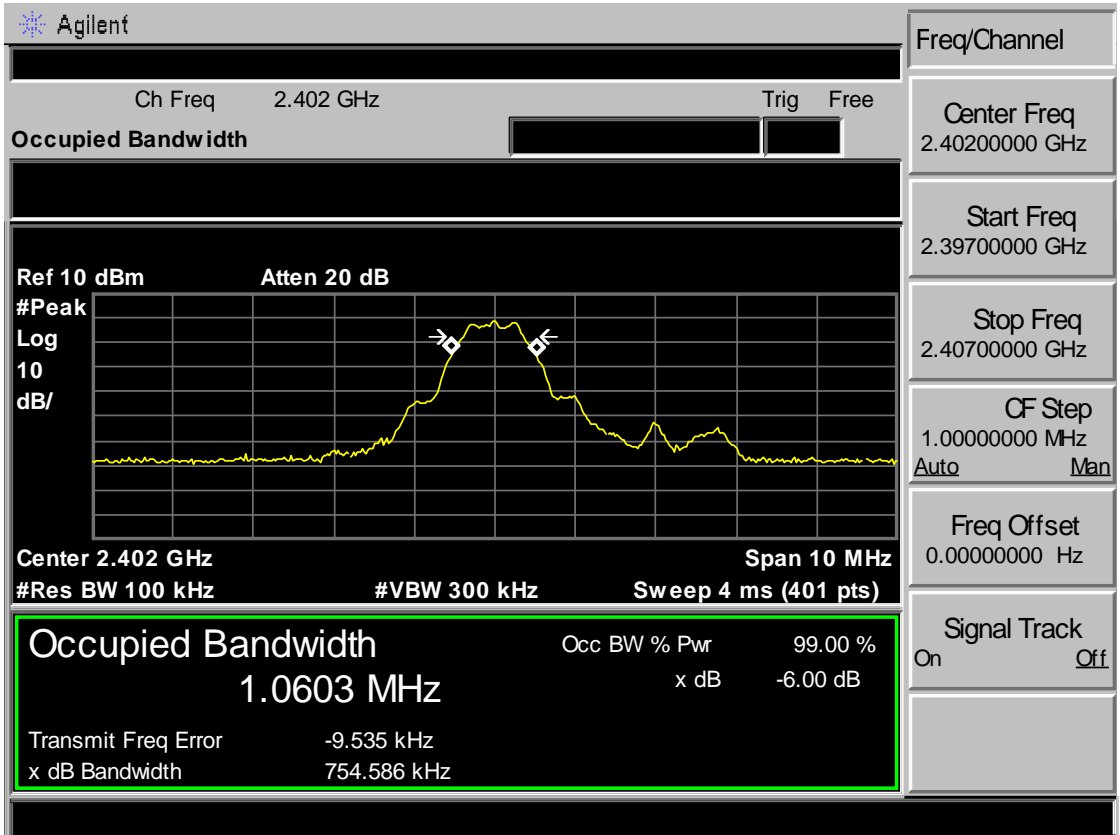 Agilent
Freq/Channel
Ch Freq 2.402 GHz Trig Free
Occupied Bandwidth
Center Freq
2.40200000 GHz
Start Freq
2.39700000 GHz
Stop Freq
2.40700000 GHz
CF Step
1.00000000 MHz
Auto Man
Freq Offset
0.00000000 Hz
Signal Track
On Off
Ref 10 dBm Atten 20 dB
#Peak
Log
10
dB/
Center 2.402 GHz Span 10 MHz
#Res BW 100 kHz #VBW 300 kHz Sweep 4 ms (401 pts)
Occupied Bandwidth
1.0603 MHz
Occ BW % Pwr 99.00 %
x dB -6.00 dB
Transmit Freq Error -9.535 kHz
x dB Bandwidth 754.586 kHz